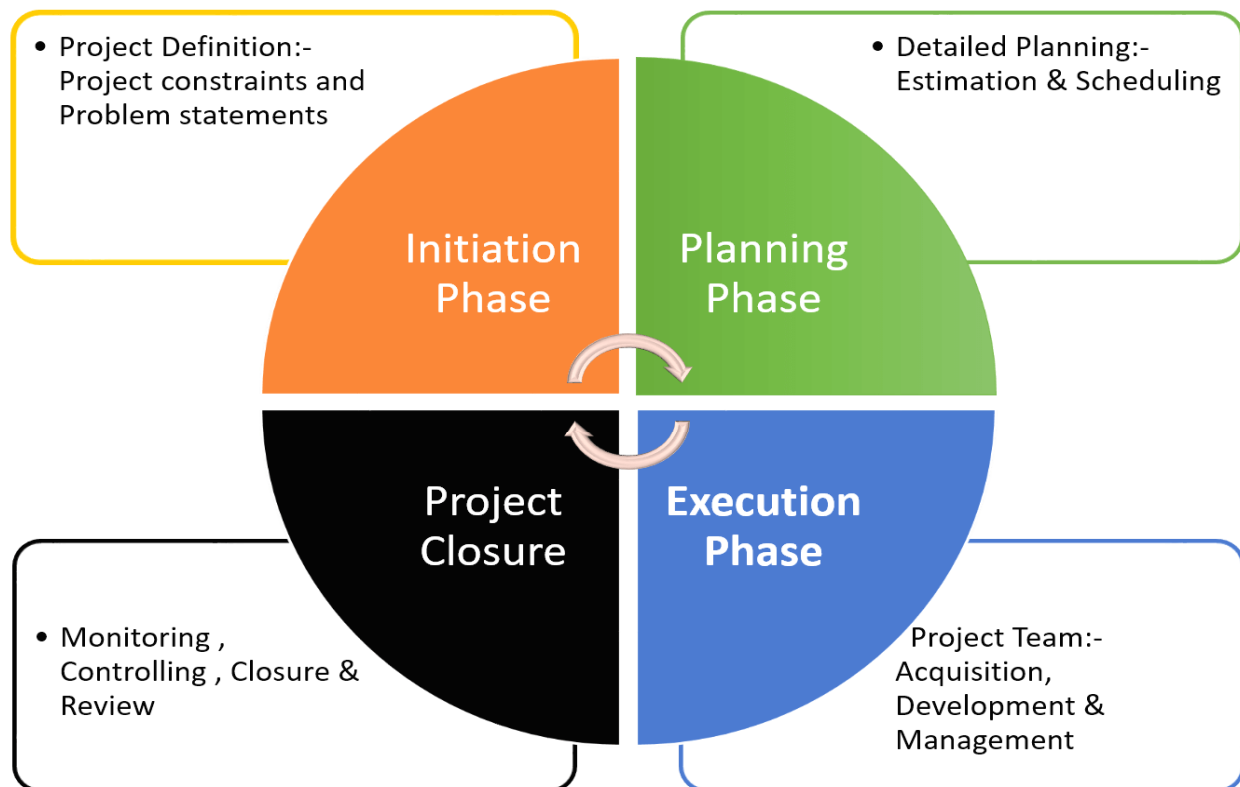 • Project Definition:-
Project constraints and
Problem statements
• Detailed Planning:-
Estimation & Scheduling
Initiation
Phase
Planning
Phase
Project
Closure
Execution
Phase
• Monitoring ,
Controlling , Closure &
Review
Project Team:-
Acquisition,
Development &
Management